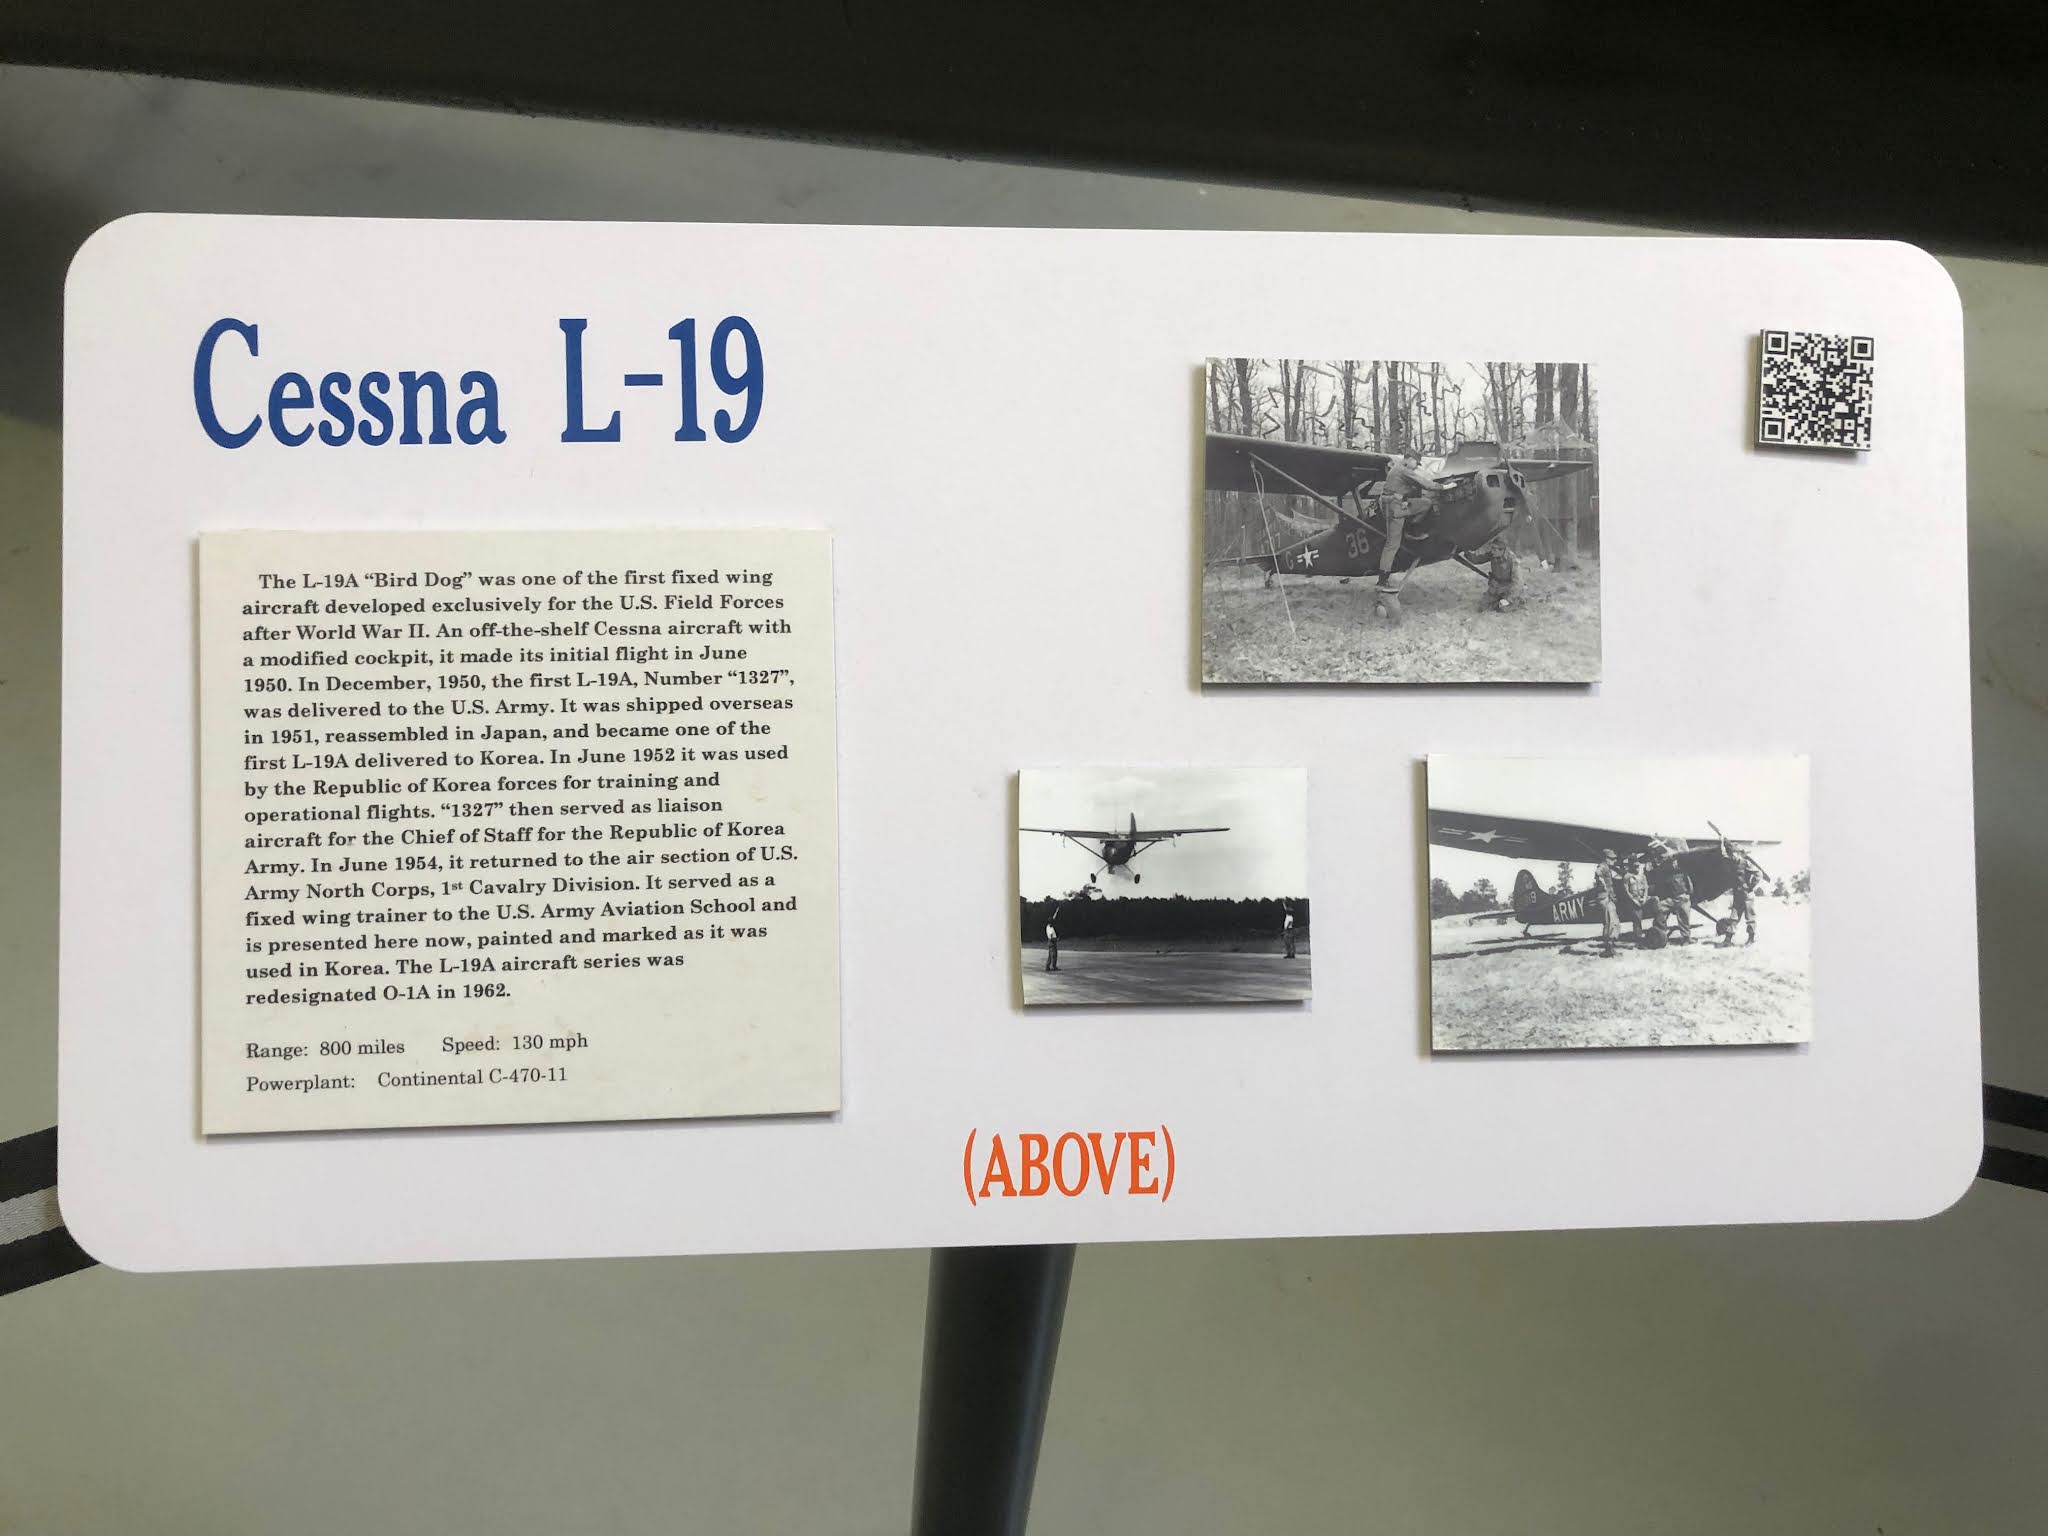 Cessna L-19
The L-19A “Bird Dog” was one of the first fixed wing
aircraft developed exclusively for the U.S. Field Forces
after World War II. An off-the-shelf Cessna aircraft with
a modified cockpit, it made its initial flight in June
1950. In December, 1950, the first L-19A, Number “1327”,
was delivered to the U.S. Army. It was shipped overseas
in 1951, reassembled in Japan, and became one of the
first L-19A delivered to Korea. In June 1952 it was used
by the Republic of Korea forces for training and
operational flights. “1327” then served as liaison
aircraft for the Chief of Staff for the Republic of Korea
Army. In June 1954, it returned to the air section of U.S.
Army North Corps, 1st Cavalry Division. It served as a
fixed wing trainer to the U.S. Army Aviation School and
is presented here now, painted and marked as it was
used in Korea. The L-19A aircraft series was
redesignated O-1A in 1962.
Range: 800 miles Speed: 130 mph
Powerplant: Continental C-470-11
36
ARMY
(ABOVE)